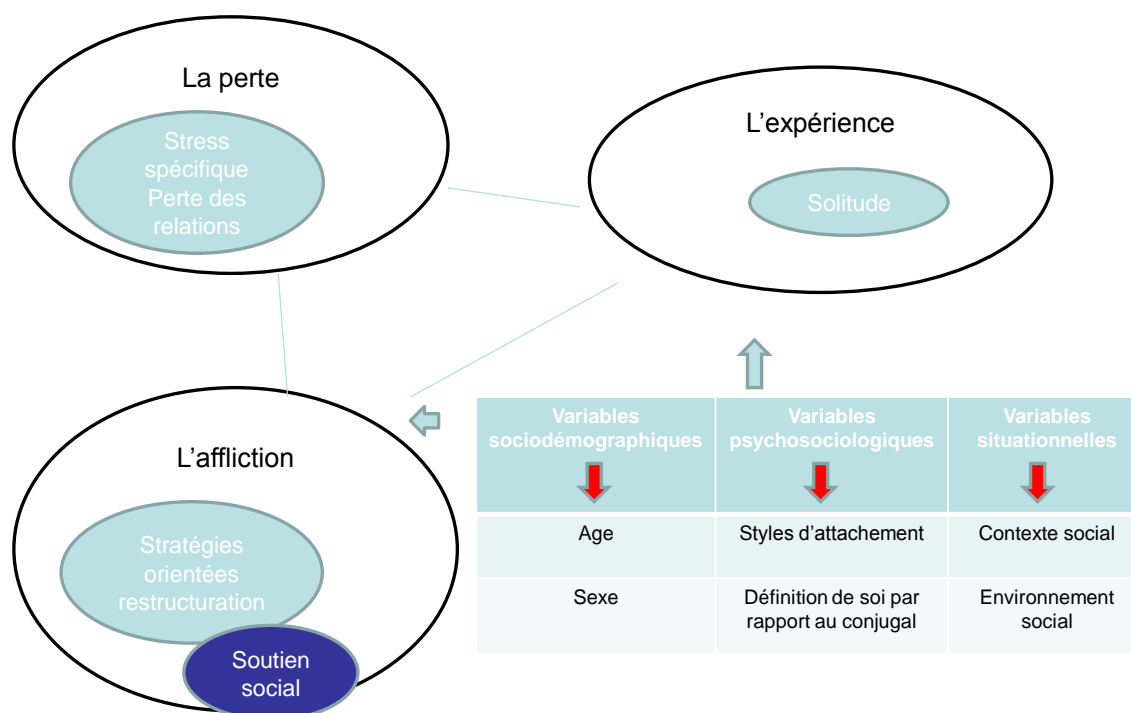 La perte
Stress
spécifique
Perte des
relations
L'expérience
Solitude
L'affliction
Stratégies
orientées
restructuration
Soutien
social
Variables
sociodémographiques
Variables
psychosociologiques
Variables
situationnelles
Age
Styles d'attachement
Contexte social
Sexe
Définition de soi par
rapport au conjugal
Environnement
social